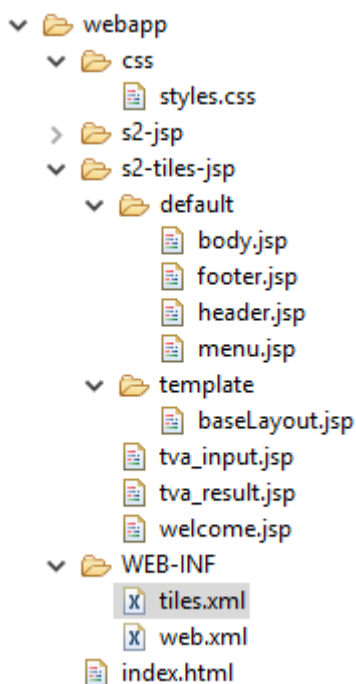 webapp
css
styles.css
s2-jsp
s2-tiles-jsp
default
body.jsp
footer.jsp
header.jsp
menu.jsp
template
baseLayout.jsp
tva_input.jsp
tva_result.jsp
welcome.jsp
WEB-INF
tiles.xml
web.xml
index.html